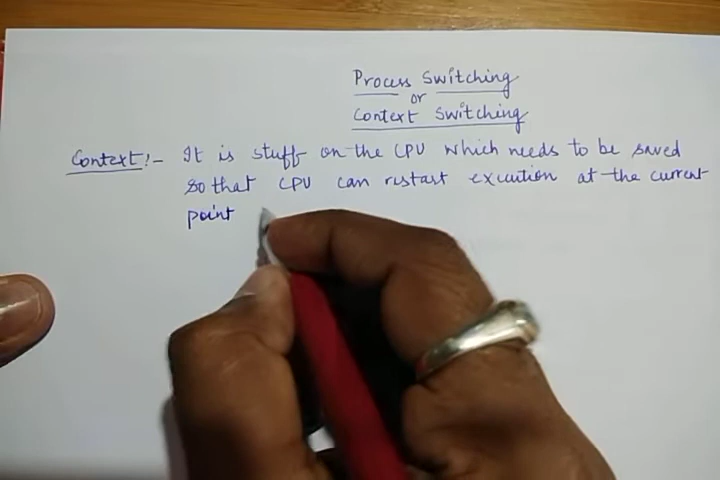 Process Switching
or
Context Switching
Context:- It is stuff on the CPU which needs to be saved
so that CPU can restart execution at the current
point